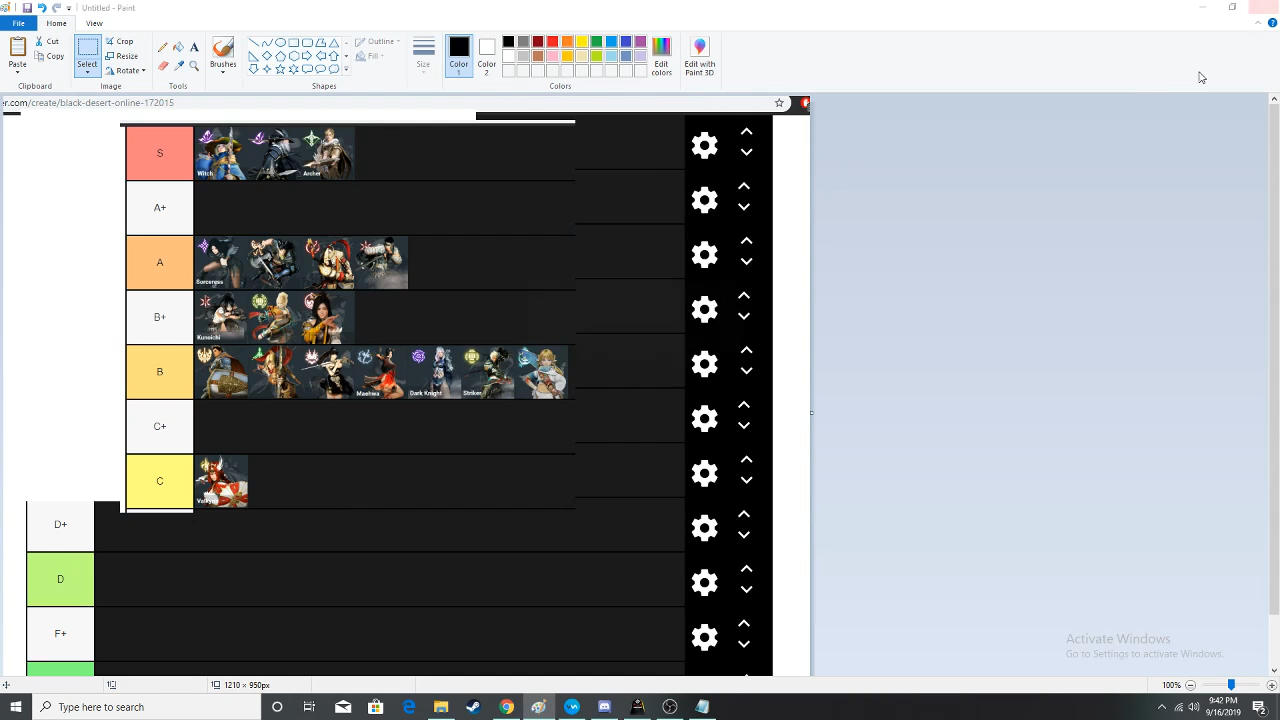 Untitled - Paint
File Home View
Paste
Cut
Copy
Clipboard
Select
Crop
Resize
Rotate
Image
Tools
Brushes
Shapes
Outline
Fill
Size
Color 1
Color 2
Colors
Edit colors
Edit with Paint 3D
er.com/create/black-desert-online-172015
S
Witch
Archer
A+
A
Sorceress
B+
Kunoichi
B
Maehwa
Dark Knight
Striker
C+
C
Valkyrie
D+
D
F+
Activate Windows
Go to Settings to activate Windows.
1210 × 950px
100%
Type here to search
9:42 PM
9/16/2019
2